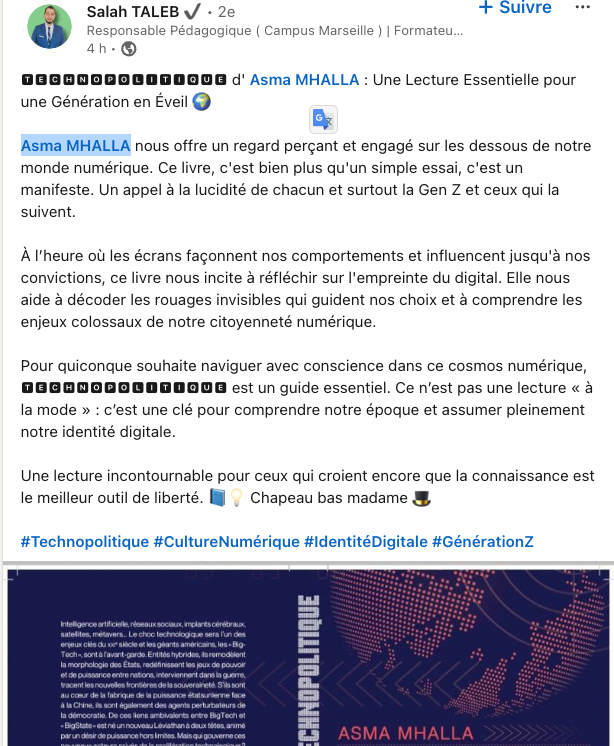 Salah TALEB ✔ • 2e
+ Suivre
Responsable Pédagogique ( Campus Marseille ) | Formateu...
4 h •
🆃🅴🅲🅷🅽🅾🅿🅾🅻🅸🆃🅸🆀🆄🅴 d' Asma MHALLA : Une Lecture Essentielle pour
une Génération en Éveil 🌍
Asma MHALLA nous offre un regard perçant et engagé sur les dessous de notre
monde numérique. Ce livre, c'est bien plus qu'un simple essai, c'est un
manifeste. Un appel à la lucidité de chacun et surtout la Gen Z et ceux qui la
suivent.
À l’heure où les écrans façonnent nos comportements et influencent jusqu'à nos
convictions, ce livre nous incite à réfléchir sur l'empreinte du digital. Elle nous
aide à décoder les rouages invisibles qui guident nos choix et à comprendre les
enjeux colossaux de notre citoyenneté numérique.
Pour quiconque souhaite naviguer avec conscience dans ce cosmos numérique,
🆃🅴🅲🅷🅽🅾🅿🅾🅻🅸🆃🅸🆀🆄🅴 est un guide essentiel. Ce n’est pas une lecture « à
la mode » : c’est une clé pour comprendre notre époque et assumer pleinement
notre identité digitale.
Une lecture incontournable pour ceux qui croient encore que la connaissance est
le meilleur outil de liberté. 📘💡 Chapeau bas madame 🎩
#Technopolitique #CultureNumérique #IdentitéDigitale #GénérationZ
Intelligence artificielle, réseaux sociaux, implants cérébraux,
satellites, métavers... Le choc technologique sera l'un des
enjeux clés du XXIe siècle et les géants américains, les « Big-
Tech », sont à l'avant-garde. Entités hybrides, ils remodèlent
la morphologie des États, redéfinissent les jeux de pouvoir
et de puissance entre nations, interviennent dans la guerre,
tracent les nouvelles frontières de la souveraineté. S'ils sont
au cœur de la fabrique de la puissance étatsunienne face
à la Chine, ils sont également des agents perturbateurs de
la démocratie. De ces liens ambivalents entre BigTech et
« BigState » est né un nouveau Léviathan à deux têtes, animé
par un désir de puissance hors limites. Mais qui gouverne ces
CHNOPOLITIQUE
ASMA MHALLA